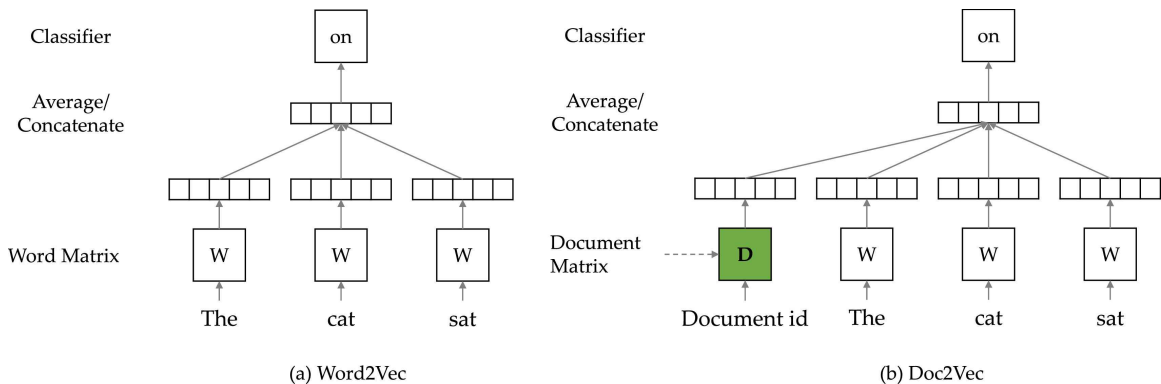 Classifier
on
Average/
Concatenate
Word Matrix
W
W
W
The
cat
sat
(a) Word2Vec
Classifier
on
Average/
Concatenate
Document
Matrix
D
W
W
W
Document id
The
cat
sat
(b) Doc2Vec